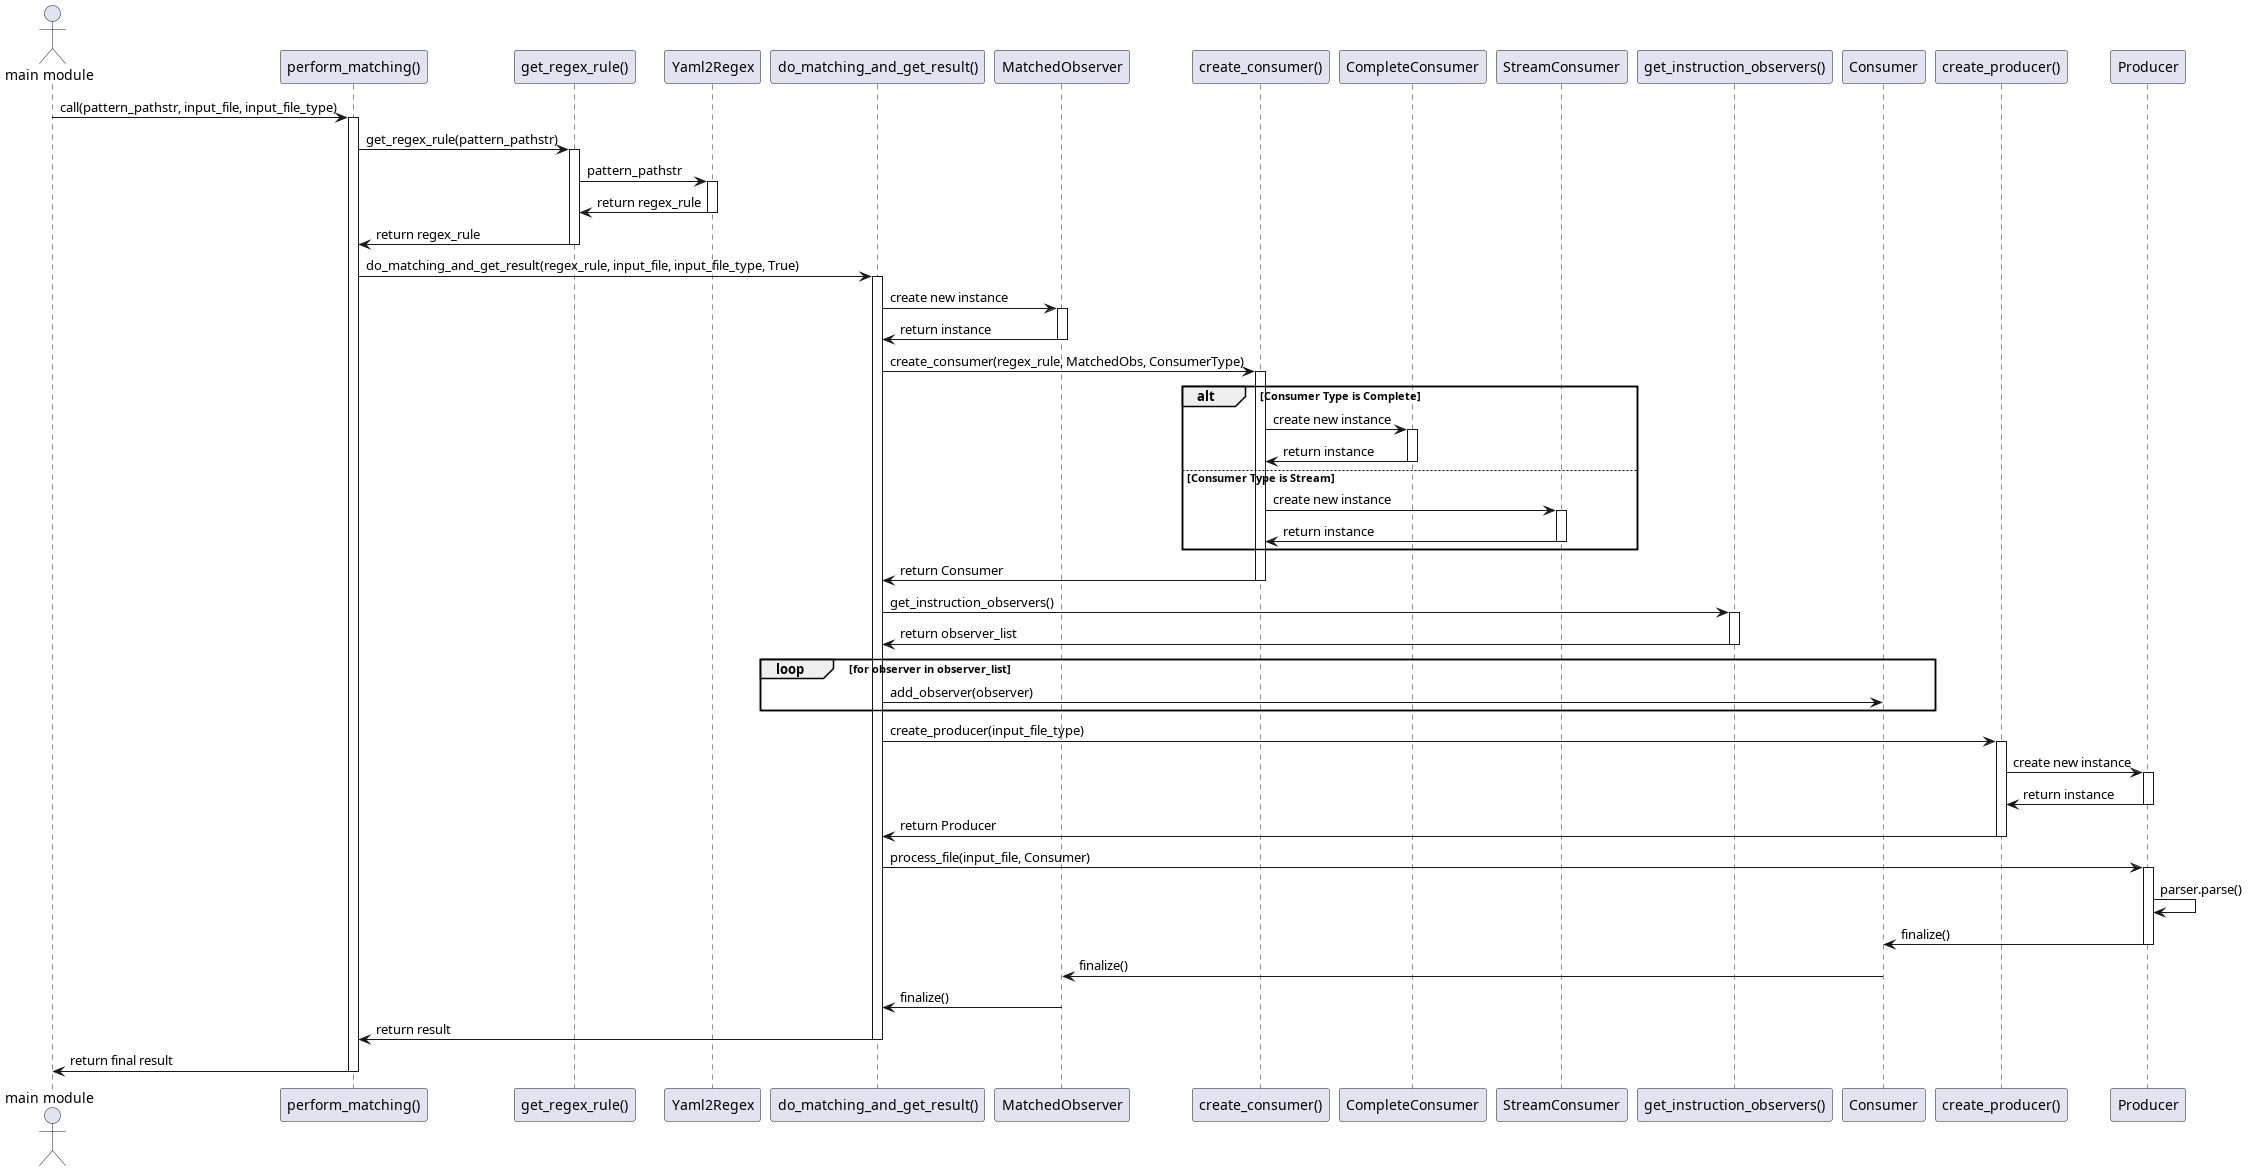 main module
perform_matching()
get_regex_rule()
Yaml2Regex
do_matching_and_get_result()
MatchedObserver
create_consumer()
CompleteConsumer
StreamConsumer
get_instruction_observers()
Consumer
create_producer()
Producer
call(pattern_pathstr, input_file, input_file_type)
get_regex_rule(pattern_pathstr)
pattern_pathstr
return regex_rule
return regex_rule
do_matching_and_get_result(regex_rule, input_file, input_file_type, True)
create new instance
return instance
create_consumer(regex_rule, MatchedObs, ConsumerType)
alt
[Consumer Type is Complete]
create new instance
return instance
[Consumer Type is Stream]
create new instance
return instance
return Consumer
get_instruction_observers()
return observer_list
loop
[for observer in observer_list]
add_observer(observer)
create_producer(input_file_type)
create new instance
return instance
return Producer
process_file(input_file, Consumer)
parser.parse()
finalize()
finalize()
finalize()
return result
return final result
main module
perform_matching()
get_regex_rule()
Yaml2Regex
do_matching_and_get_result()
MatchedObserver
create_consumer()
CompleteConsumer
StreamConsumer
get_instruction_observers()
Consumer
create_producer()
Producer